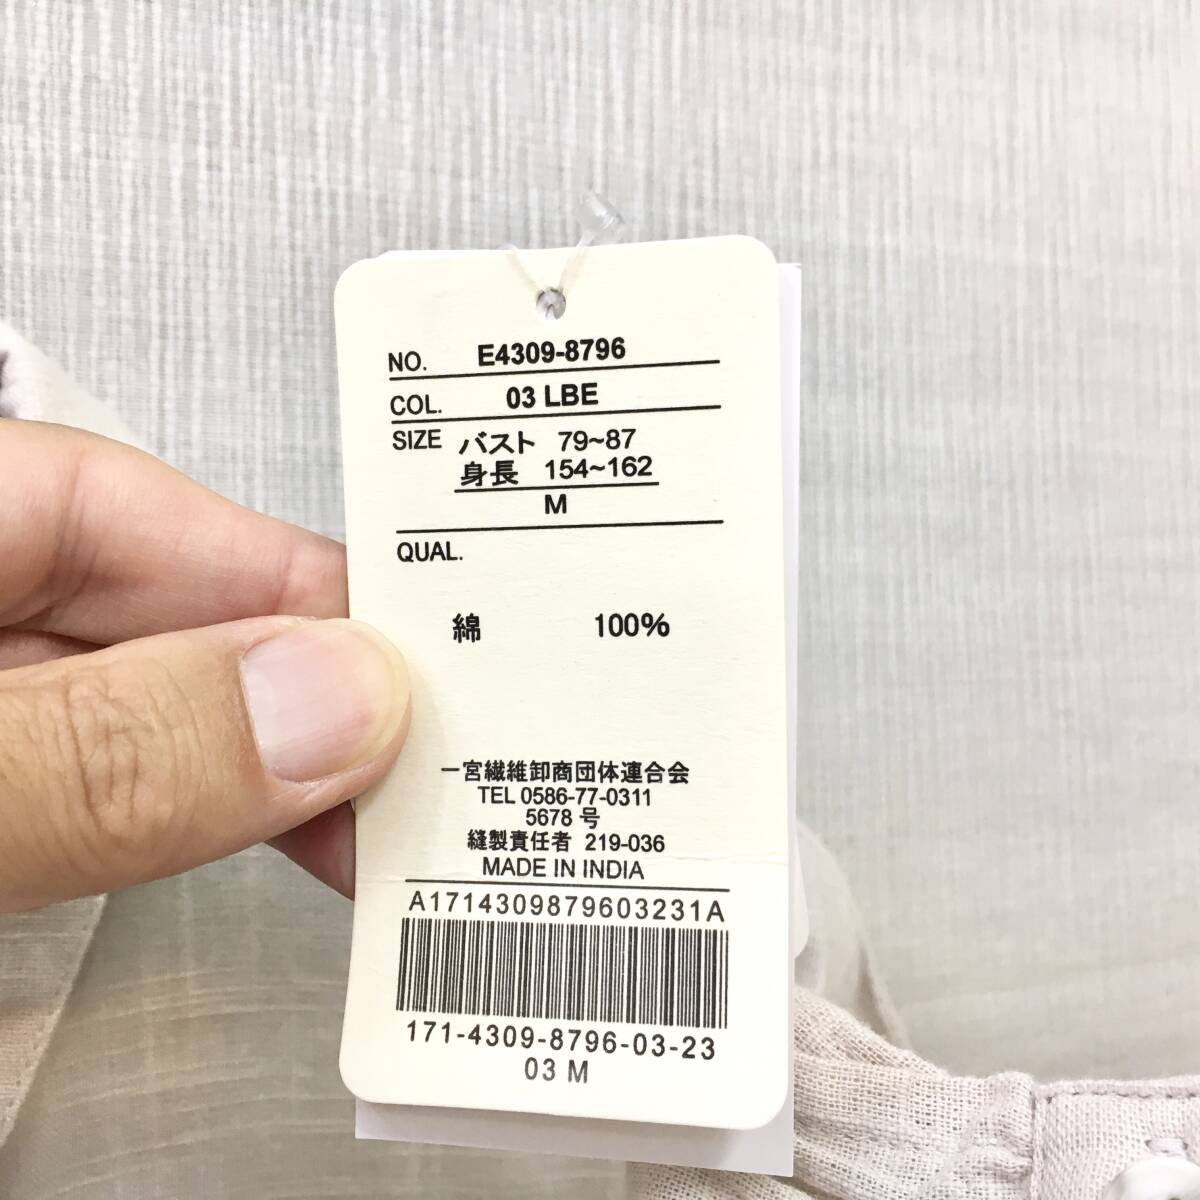 NO. E4309-8796
COL. 03 LBE
SIZE バスト 79~87
身長 154~162
M
QUAL.
綿 100%
一宮繊維卸商団体連合会
TEL 0586-77-0311
5678 号
縫製責任者 219-036
MADE IN INDIA
A1714309879603231A
171-4309-8796-03-23
03 M